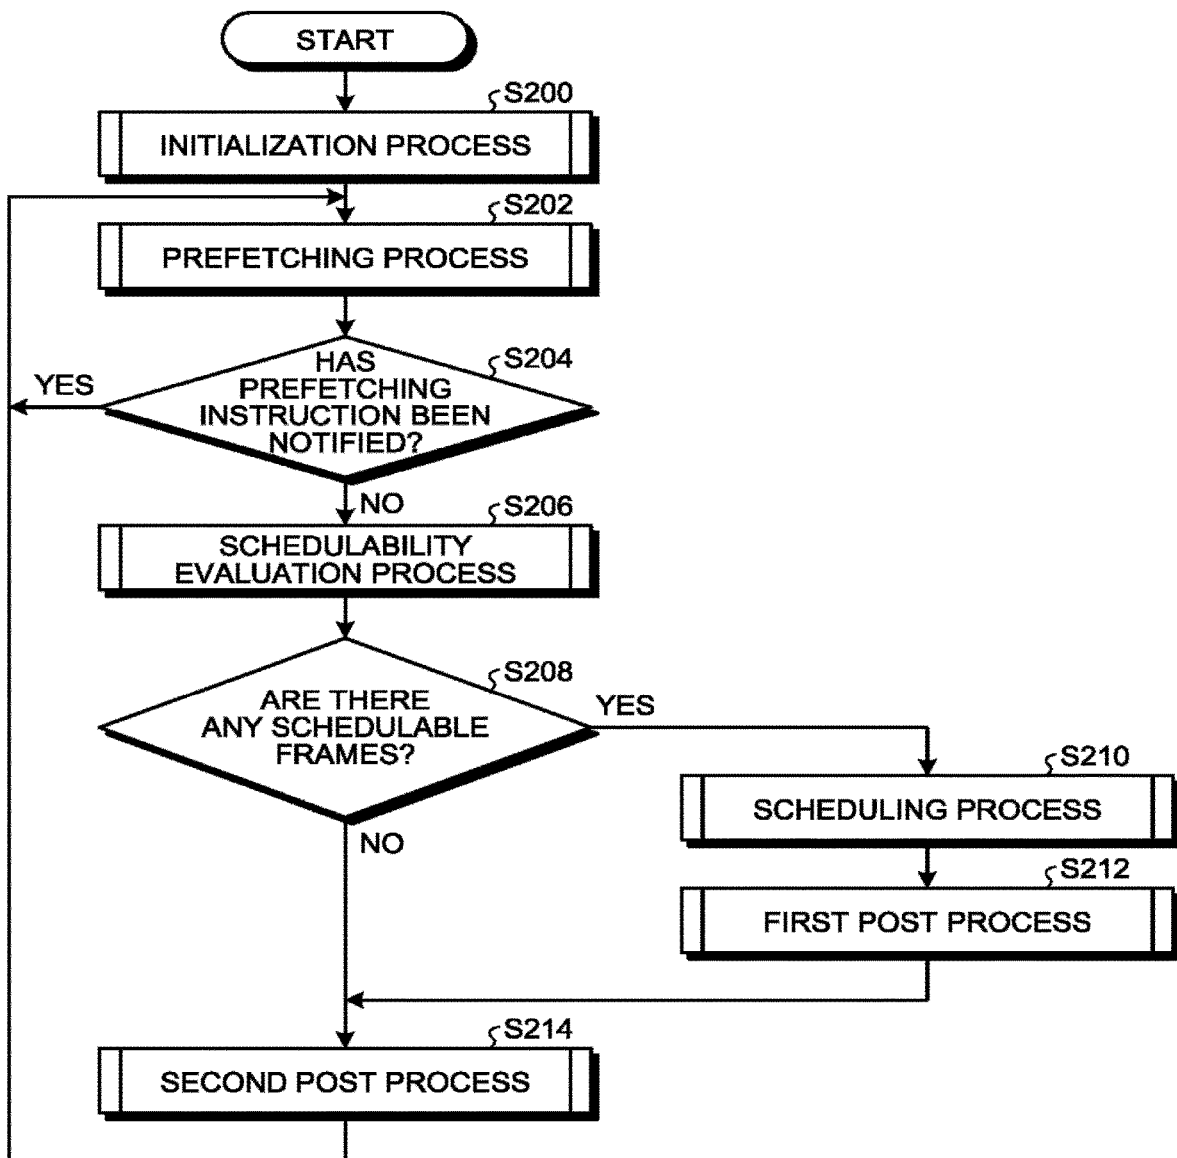 START
S200
INITIALIZATION PROCESS
S202
PREFETCHING PROCESS
S204
HAS
PREFETCHING
INSTRUCTION BEEN
NOTIFIED?
YES
NO
S206
SCHEDULABILITY
EVALUATION PROCESS
S208
ARE THERE
ANY SCHEDULABLE
FRAMES?
YES
NO
S210
SCHEDULING PROCESS
S212
FIRST POST PROCESS
S214
SECOND POST PROCESS